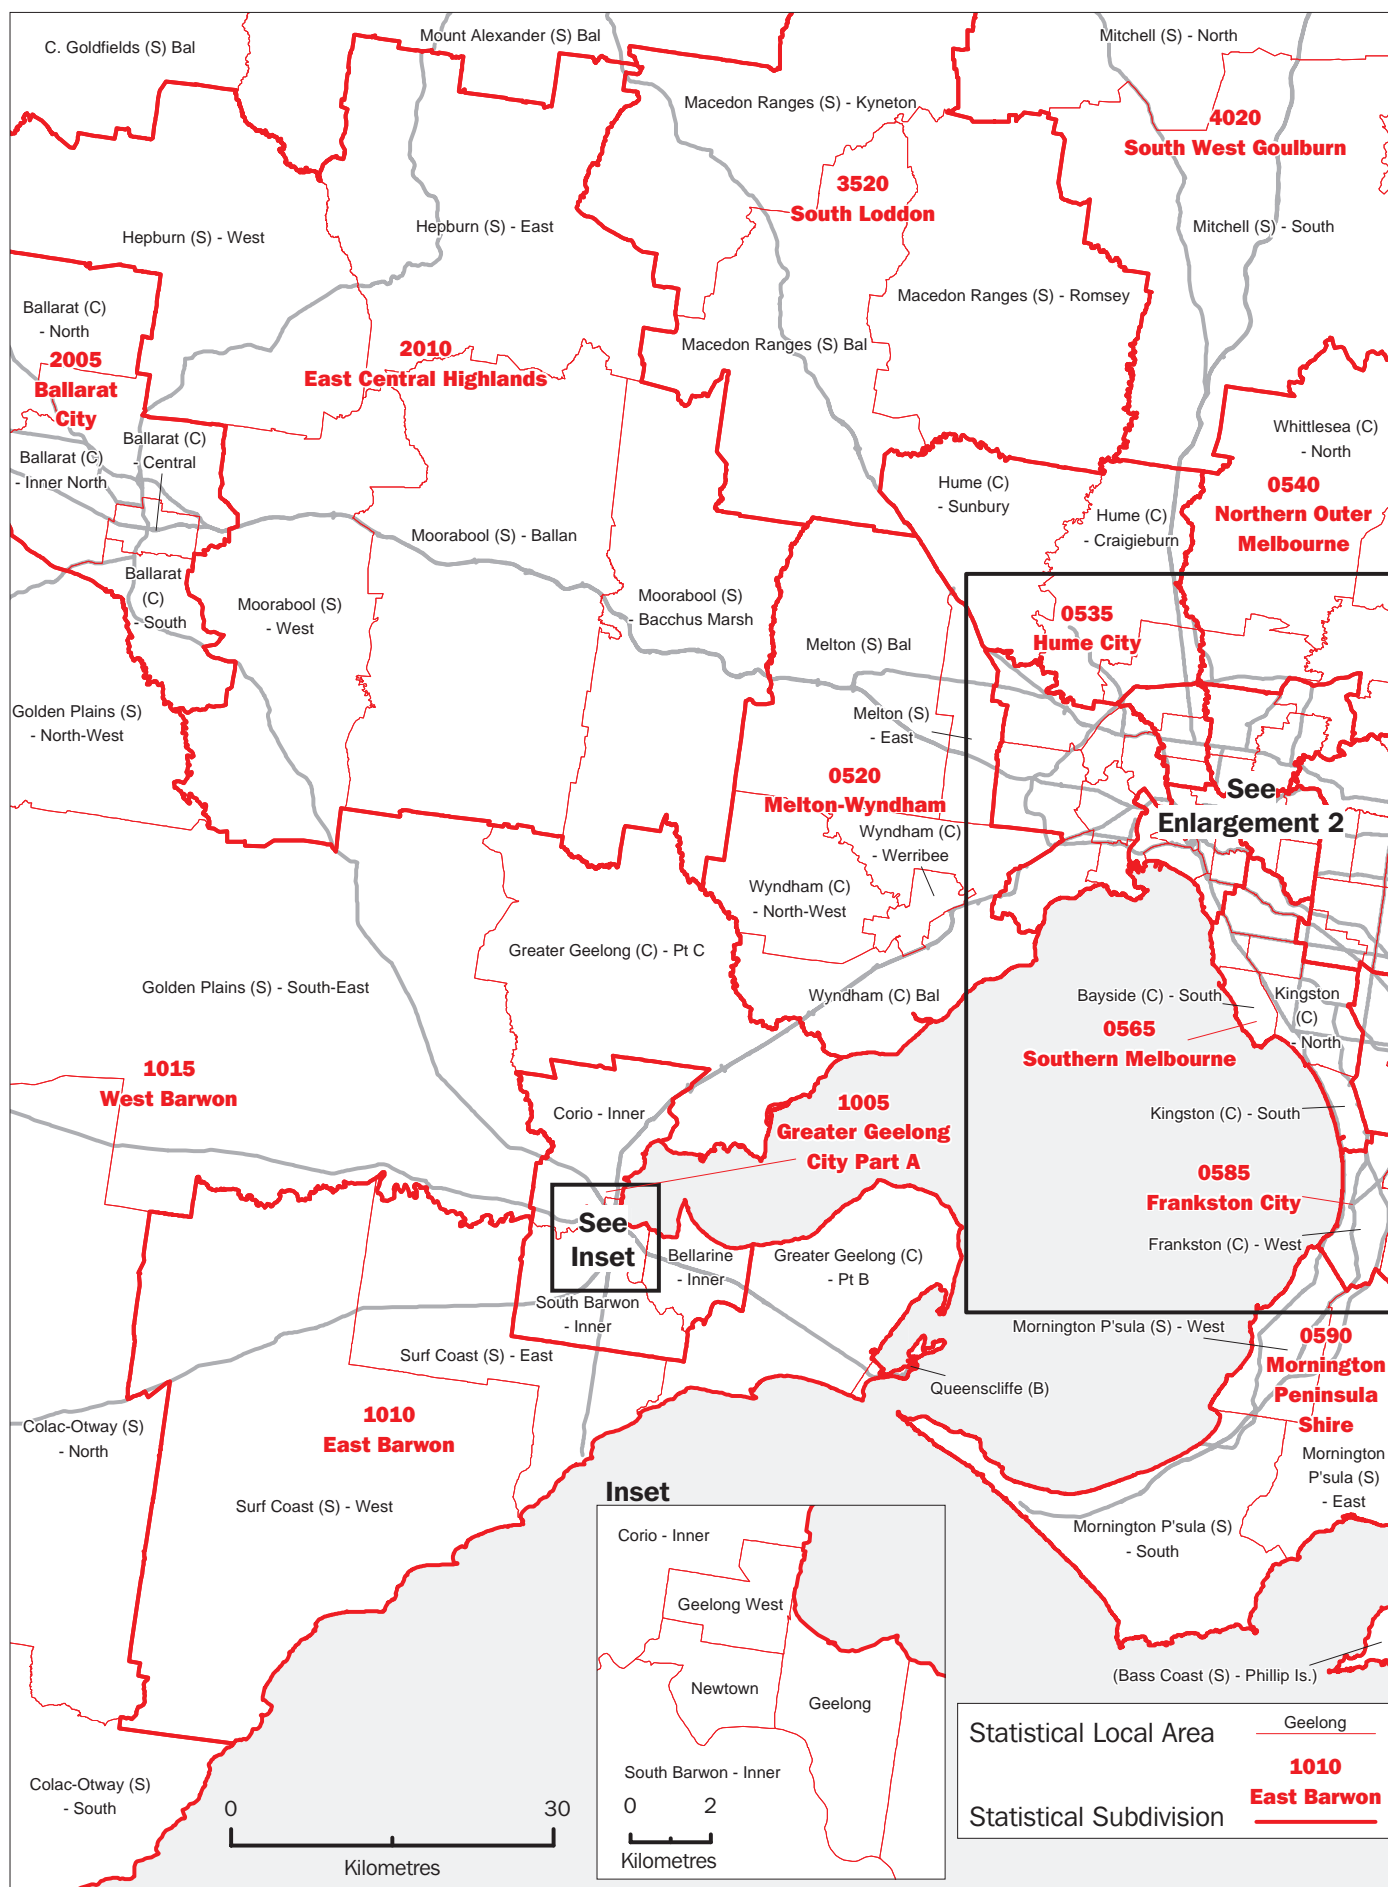 C. Goldfields (S) Bal
Mount Alexander (S) Bal
Mitchell (S) - North
Macedon Ranges (S) - Kyneton
4020
South West Goulburn
3520
South Loddon
Hepburn (S) - West
Hepburn (S) - East
Mitchell (S) - South
Ballarat (C)
- North
Macedon Ranges (S) - Romsey
Macedon Ranges (S) Bal
2005
Ballarat
City
2010
East Central Highlands
Ballarat (C)
- Central
Ballarat (C)
- Inner North
Whittlesea (C)
- North
Hume (C)
- Sunbury
0540
Northern Outer
Melbourne
Hume (C)
- Craigieburn
Moorabool (S) - Ballan
Ballarat
(C)
- South
Moorabool (S)
- West
Moorabool (S)
- Bacchus Marsh
0535
Hume City
Melton (S) Bal
Golden Plains (S)
- North-West
Melton (S)
- East
0520
Melton-Wyndham
See
Enlargement 2
Wyndham (C)
- Werribee
Wyndham (C)
- North-West
Greater Geelong (C) - Pt C
Golden Plains (S) - South-East
Wyndham (C) Bal
Bayside (C) - South
Kingston
(C)
- North
0565
Southern Melbourne
1015
West Barwon
Corio - Inner
1005
Greater Geelong
City Part A
Kingston (C) - South
0585
Frankston City
See
Inset
Frankston (C) - West
Bellarine
- Inner
Greater Geelong (C)
- Pt B
South Barwon
- Inner
Mornington P'sula (S) - West
0590
Mornington
Peninsula
Shire
Surf Coast (S) - East
Queenscliffe (B)
1010
East Barwon
Colac-Otway (S)
- North
Mornington
P'sula (S)
- East
Surf Coast (S) - West
Mornington P'sula (S)
- South
Inset
Corio - Inner
Geelong West
Newtown
Geelong
South Barwon - Inner
0 2
Kilometres
(Bass Coast (S) - Phillip Is.)
Colac-Otway (S)
- South
0 30
Kilometres
Statistical Local Area
Geelong
1010
East Barwon
Statistical Subdivision